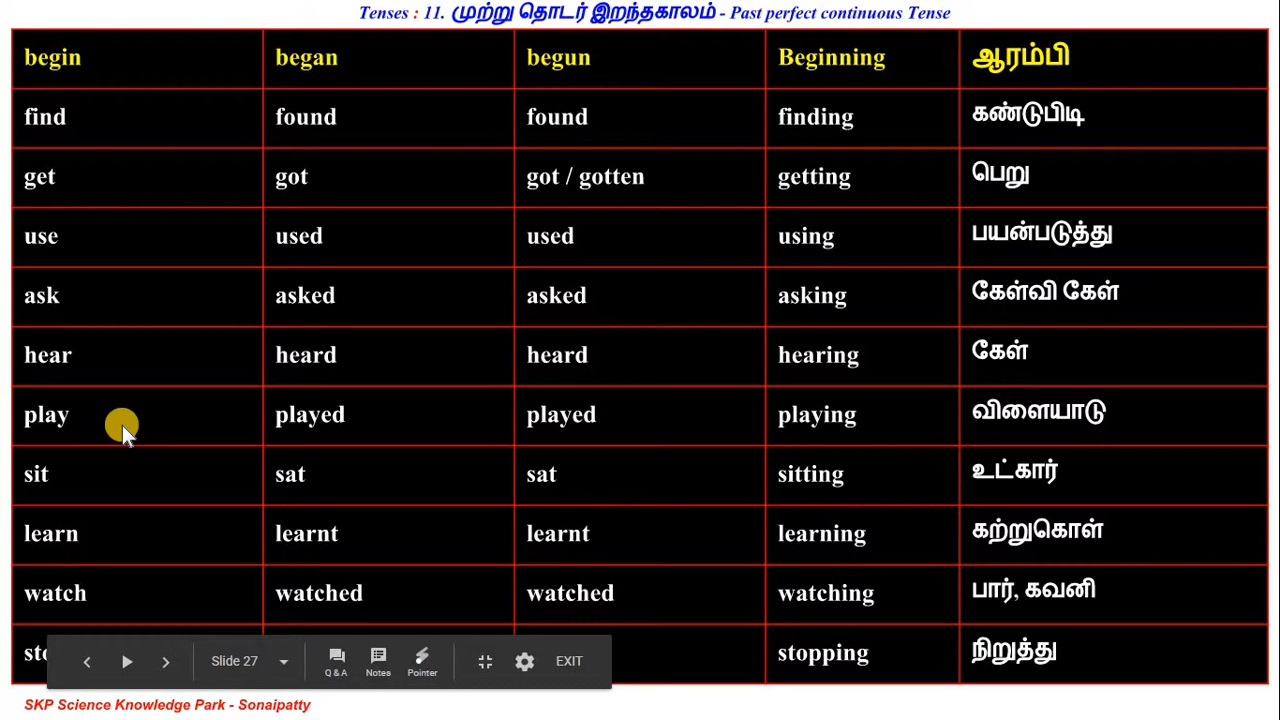 Tenses : 11. முற்று தொடர் இறந்தகாலம் - Past perfect continuous Tense
begin began begun Beginning ஆரம்பி
find found found finding கண்டுபிடி
get got got / gotten getting பெறு
use used used using பயன்படுத்து
ask asked asked asking கேள்வி கேள்
hear heard heard hearing கேள்
play played played playing விளையாடு
sit sat sat sitting உட்கார்
learn learnt learnt learning கற்றுகொள்
watch watched watched watching பார், கவனி
stopping நிறுத்து
Slide 27 Q & A Notes Pointer EXIT
SKP Science Knowledge Park - Sonaipatty